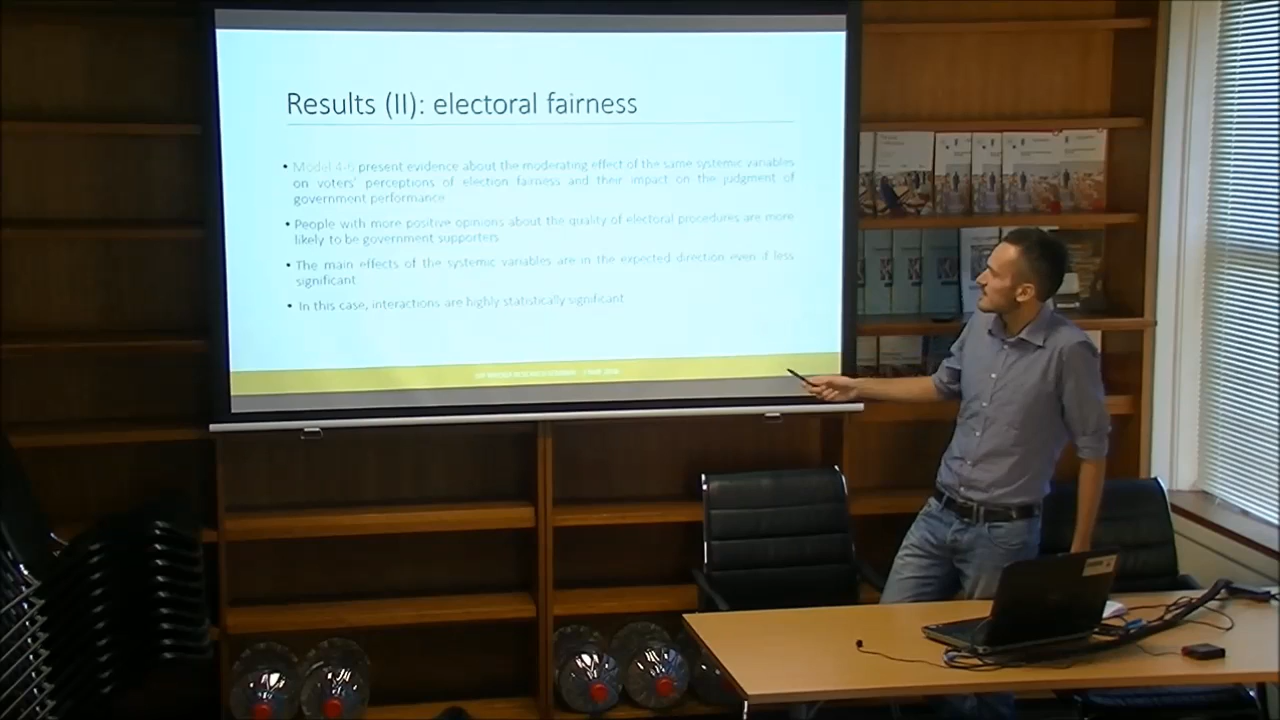 Results (II): electoral fairness
• Model 4-6 present evidence about the moderating effect of the same systemic variables
on voters' perceptions of election fairness and their impact on the judgment of
government performance
• People with more positive opinions about the quality of electoral procedures are more
likely to be government supporters
• The main effects of the systemic variables are in the expected direction even if less
significant
• In this case, interactions are highly statistically significant